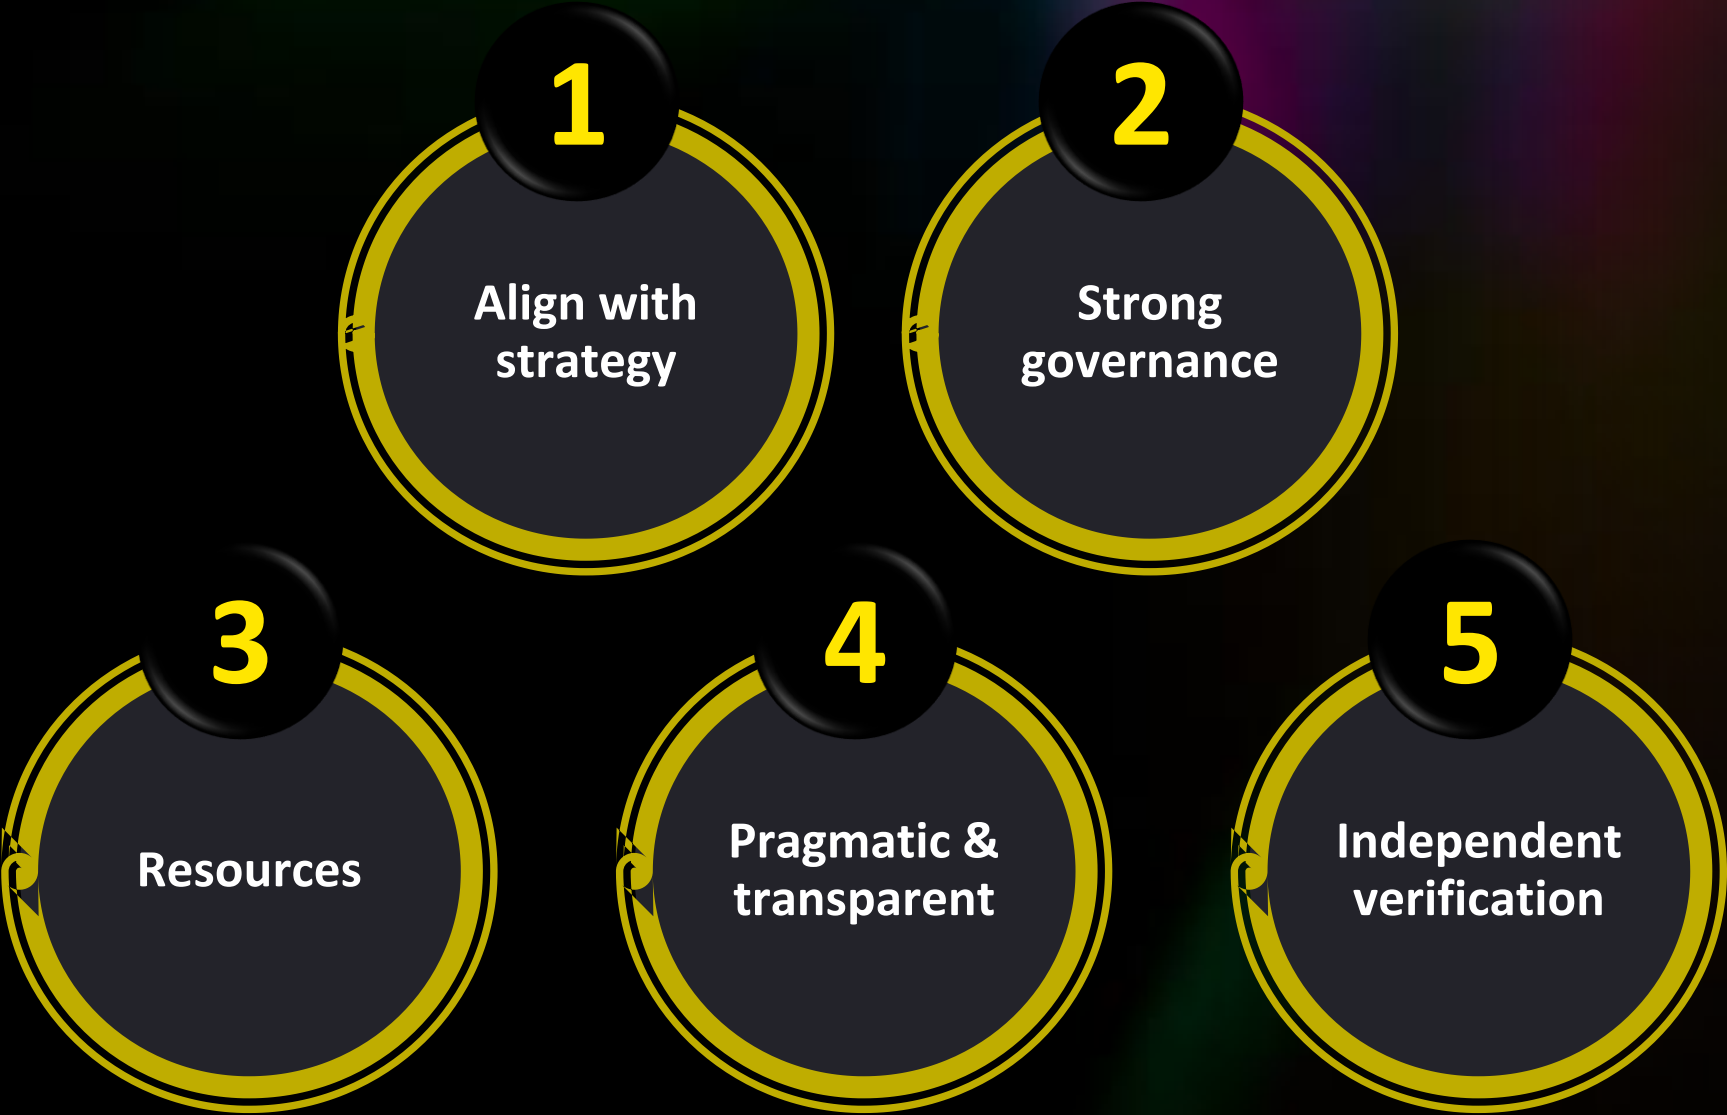 1
Align with
strategy
2
Strong
governance
3
Resources
4
Pragmatic &
transparent
5
Independent
verification